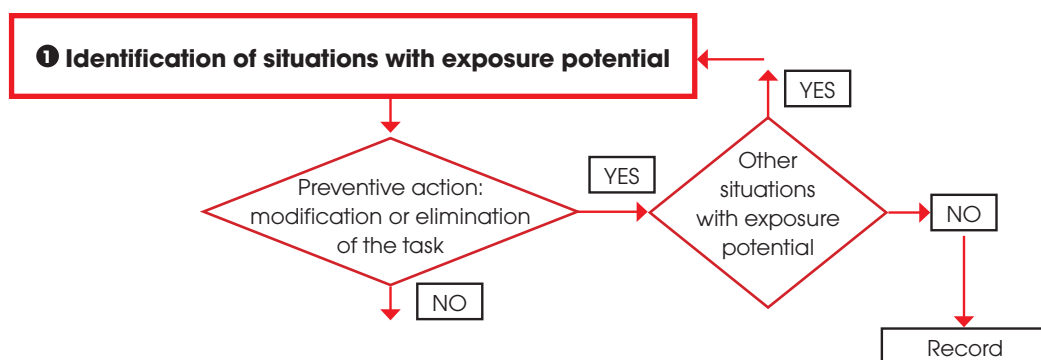 ❶ Identification of situations with exposure potential
YES
Other
situations
with exposure
potential
YES
Preventive action:
modification or elimination
of the task
NO
NO
Record